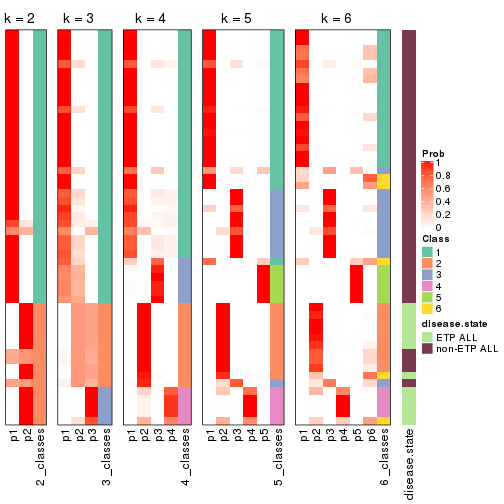 k = 2 k = 3 k = 4 k = 5 k = 6
Prob
1
0.8
0.6
0.4
0.2
0
Class
1
2
3
4
5
6
disease.state
ETP ALL
non-ETP ALL
p1 p2 2_classes p1 p2 p3 3_classes p1 p2 p3 p4 4_classes p1 p2 p3 p4 p5 5_classes p1 p2 p3 p4 p5 p6 6_classes disease.state